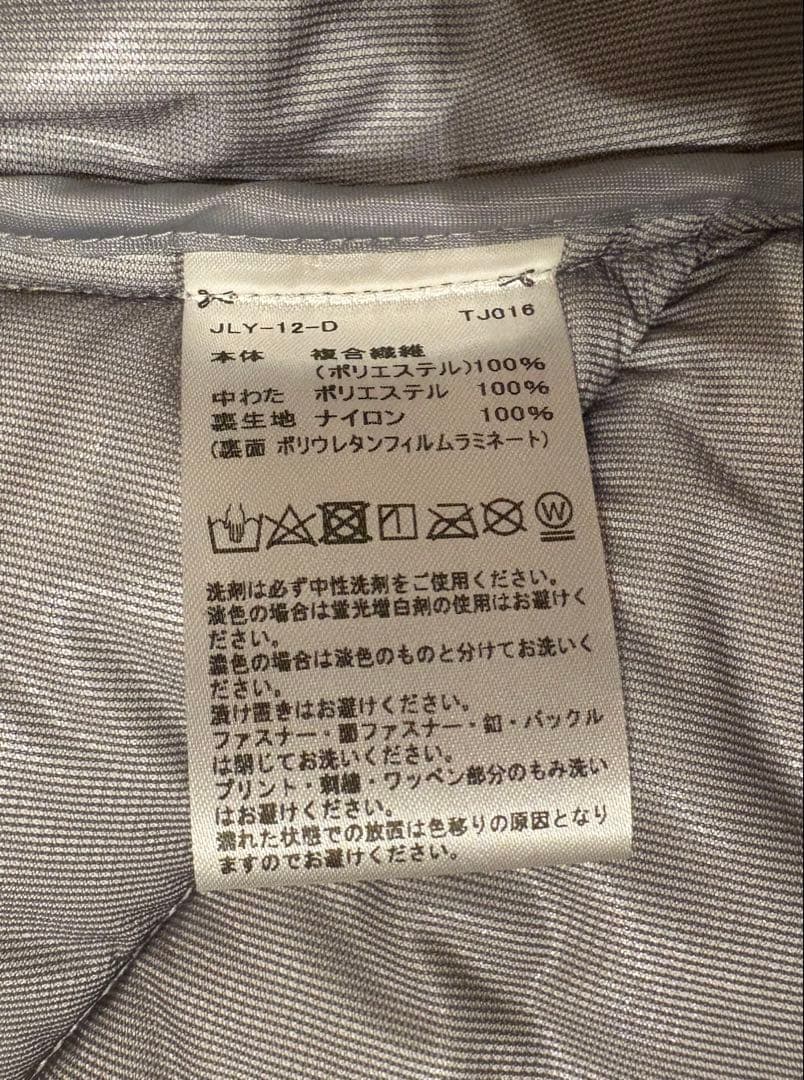 JLY-12-D TJ016
本体 複合繊維
(ポリエステル)100%
中わた ポリエステル 100%
裏生地 ナイロン 100%
(裏面 ポリウレタンフィルムラミネート)
W
洗剤は必ず中性洗剤をご使用ください。
淡色の場合は蛍光増白剤の使用はお避けく
ださい。
濃色の場合は淡色のものと分けてお洗いく
ださい。
漬け置きはお避けください。
ファスナー・面ファスナー・釦・バックル
は閉じてお洗いください。
プリント・刺繍・ワッペン部分のもみ洗い
はお避けください。
濡れた状態での放置は色移りの原因となり
ますのでお避けください。